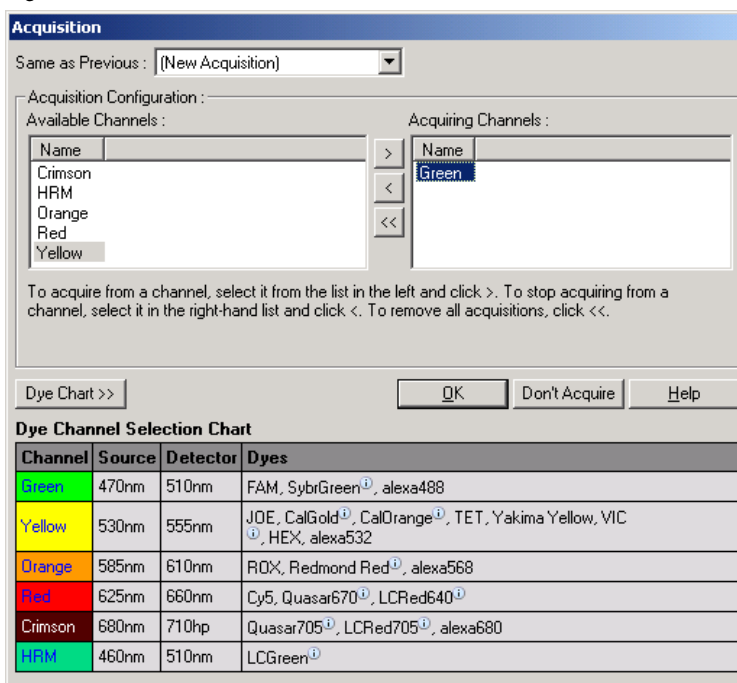 Acquisition
Same as Previous : (New Acquisition)
Acquisition Configuration :
Available Channels :
Name
Crimson
HRM
Orange
Red
Yellow
>
<
<<
Acquiring Channels :
Name
Green
To acquire from a channel, select it from the list in the left and click >. To stop acquiring from a
channel, select it in the right-hand list and click <. To remove all acquisitions, click <<.
Dye Chart >> OK Don't Acquire Help
Dye Channel Selection Chart
Channel Source Detector Dyes
Green 470nm 510nm FAM, SybrGreen ⓘ, alexa488
Yellow 530nm 555nm JOE, CalGold ⓘ, CalOrange ⓘ, TET, Yakima Yellow, VIC
ⓘ, HEX, alexa532
Orange 585nm 610nm ROX, Redmond Red ⓘ, alexa568
Red 625nm 660nm Cy5, Quasar670 ⓘ, LCRed640 ⓘ
Crimson 680nm 710hp Quasar705 ⓘ, LCRed705 ⓘ, alexa680
HRM 460nm 510nm LCGreen ⓘ